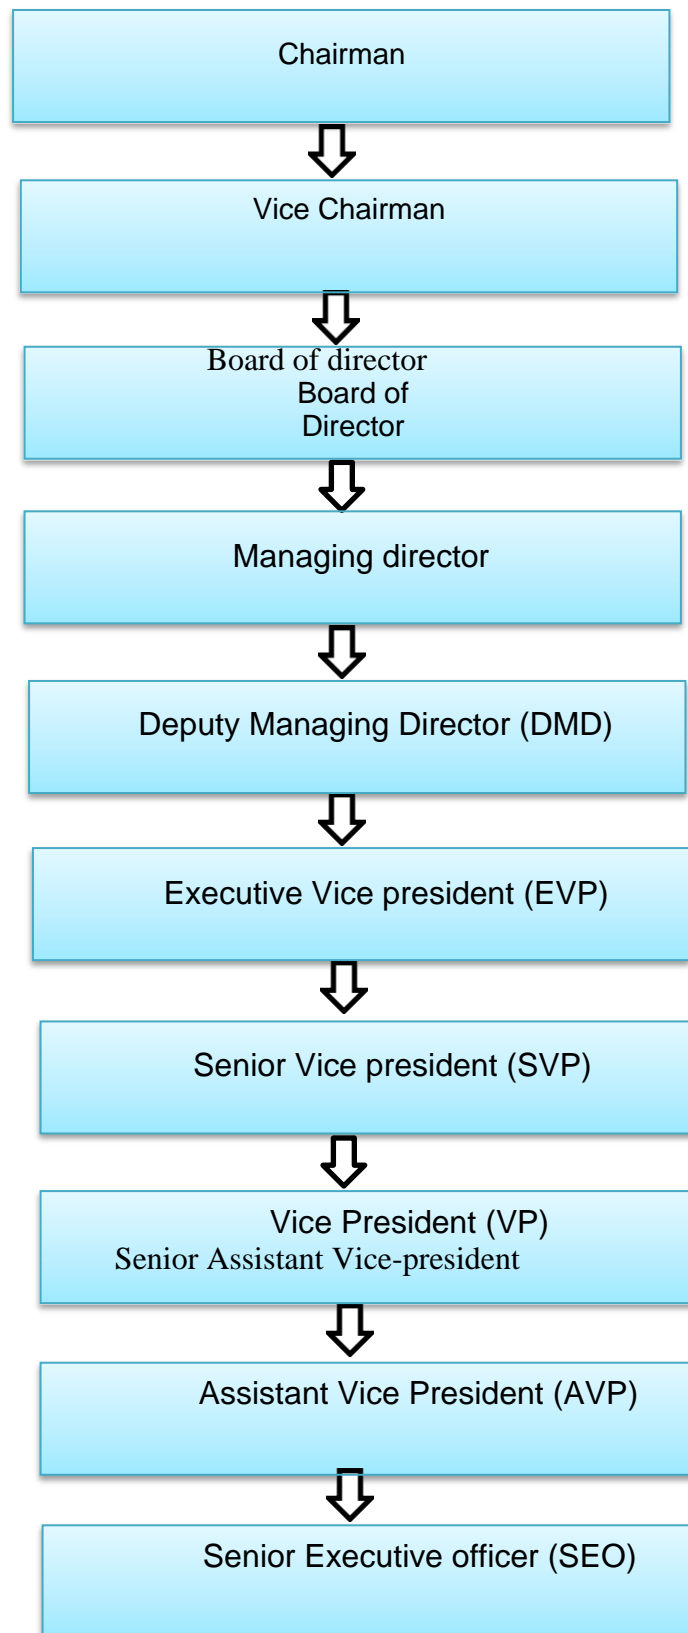 Chairman
Vice Chairman
Board of director
Board of
Director
Managing director
Deputy Managing Director (DMD)
Executive Vice president (EVP)
Senior Vice president (SVP)
Vice President (VP)
Senior Assistant Vice-president
Assistant Vice President (AVP)
Senior Executive officer (SEO)